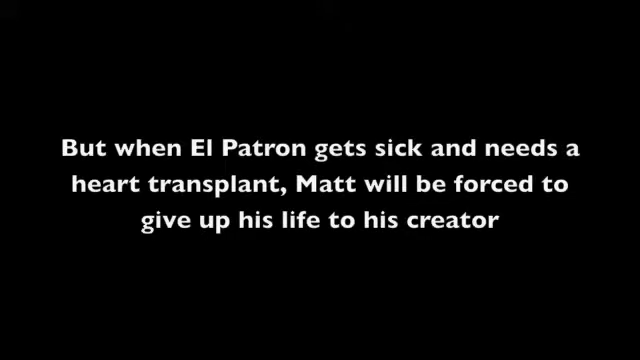 But when El Patron gets sick and needs a
heart transplant, Matt will be forced to
give up his life to his creator